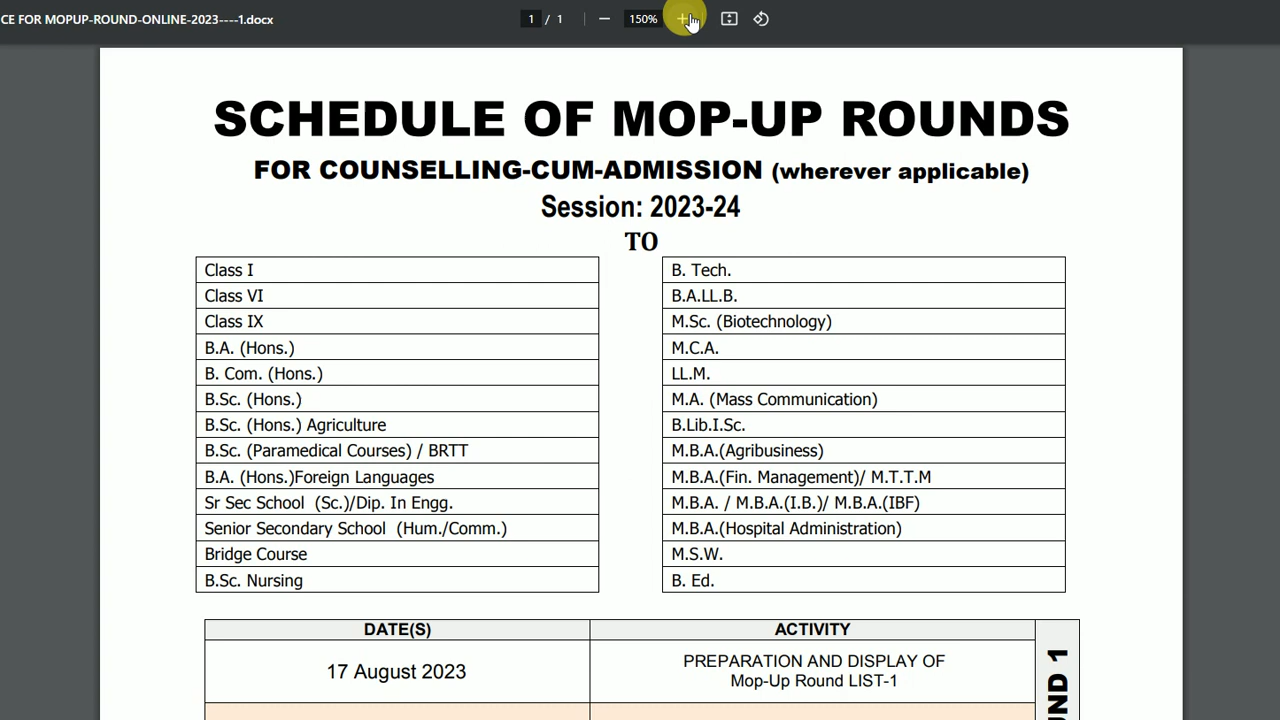 CE FOR MOPUP-ROUND-ONLINE-2023----1.docx
1 / 1
150%
SCHEDULE OF MOP-UP ROUNDS
FOR COUNSELLING-CUM-ADMISSION (wherever applicable)
Session: 2023-24
TO
Class I
Class VI
Class IX
B.A. (Hons.)
B. Com. (Hons.)
B.Sc. (Hons.)
B.Sc. (Hons.) Agriculture
B.Sc. (Paramedical Courses) / BRTT
B.A. (Hons.)Foreign Languages
Sr Sec School (Sc.)/Dip. In Engg.
Senior Secondary School (Hum./Comm.)
Bridge Course
B.Sc. Nursing
B. Tech.
B.A.LL.B.
M.Sc. (Biotechnology)
M.C.A.
LL.M.
M.A. (Mass Communication)
B.Lib.I.Sc.
M.B.A.(Agribusiness)
M.B.A.(Fin. Management)/ M.T.T.M
M.B.A. / M.B.A.(I.B.)/ M.B.A.(IBF)
M.B.A.(Hospital Administration)
M.S.W.
B. Ed.
DATE(S)
ACTIVITY
17 August 2023
PREPARATION AND DISPLAY OF
Mop-Up Round LIST-1
UND 1